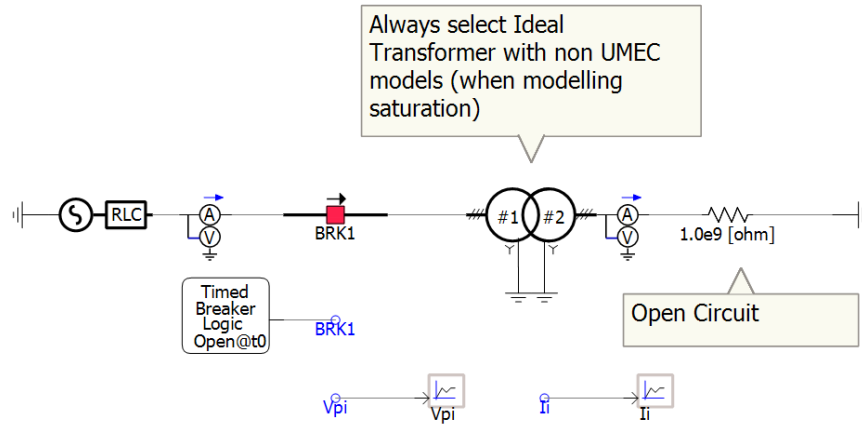 Always select Ideal
Transformer with non UMEC
models (when modelling
saturation)
RLC
A
V
BRK1
#1
#2
A
V
1.0e9 [ohm]
Y
Y
Timed
Breaker
Logic
Open@t0
BRK1
Open Circuit
Vpi
Vpi
Ii
Ii